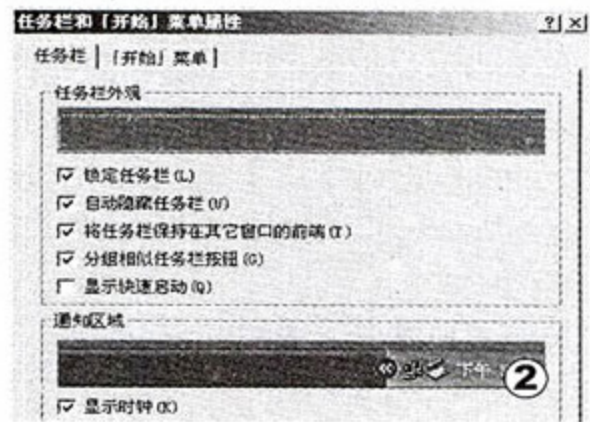 任务栏和「开始」菜单属性
任务栏 「开始」菜单
任务栏外观
锁定任务栏(L)
自动隐藏任务栏(U)
将任务栏保持在其它窗口的前端(T)
分组相似任务栏按钮(G)
显示快速启动(Q)
通知区域
下午
2
显示时钟(K)